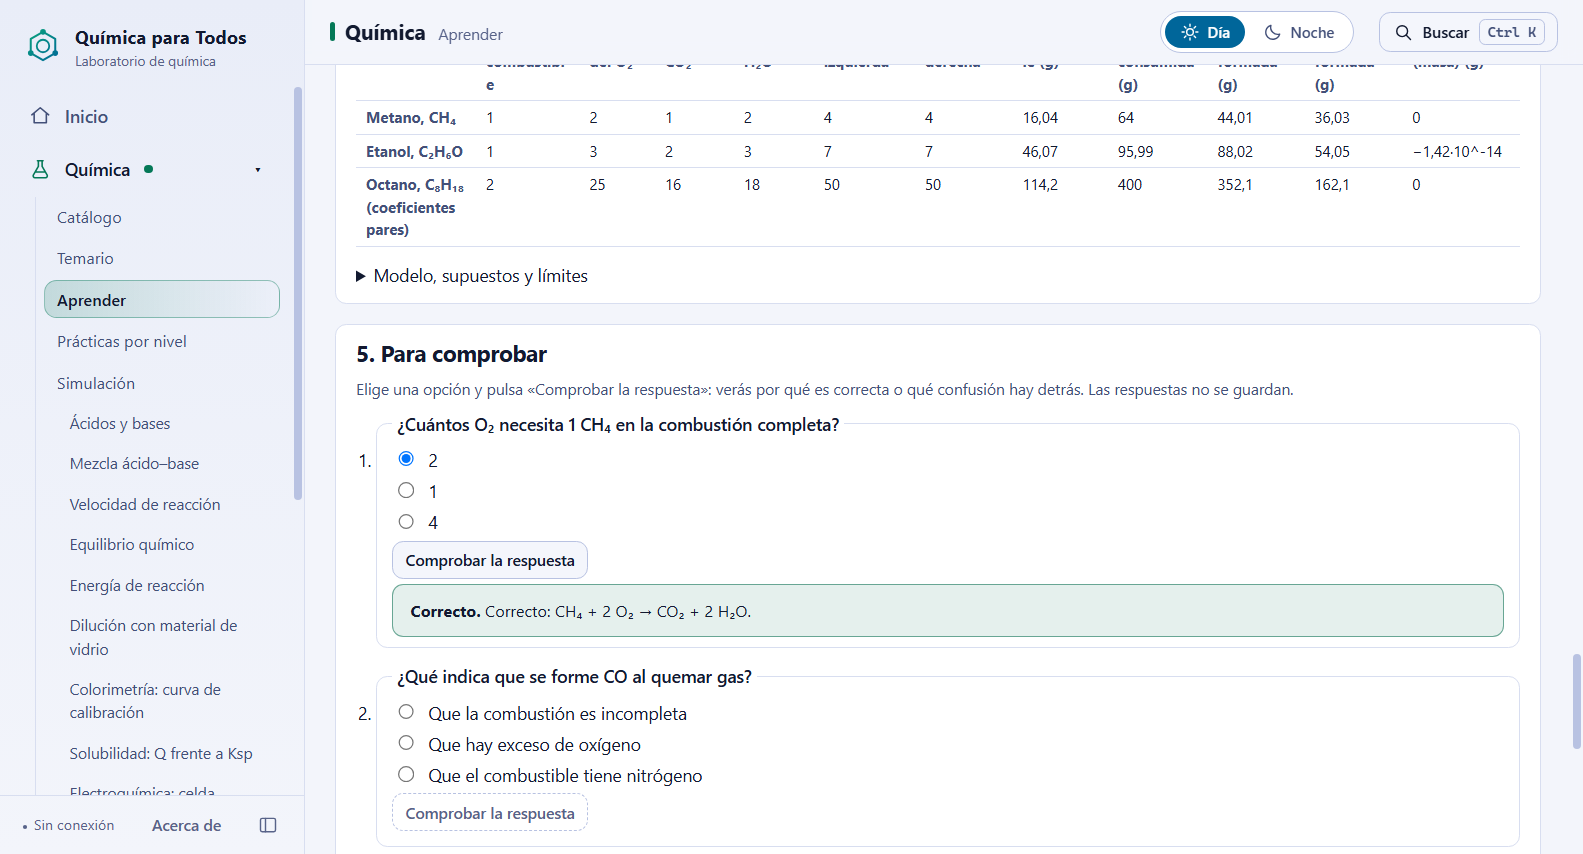 Química para Todos
Laboratorio de química
Inicio
Química
Catálogo
Temario
Aprender
Prácticas por nivel
Simulación
Ácidos y bases
Mezcla ácido–base
Velocidad de reacción
Equilibrio químico
Energía de reacción
Dilución con material de
vidrio
Colorimetría: curva de
calibración
Solubilidad: Q frente a Ksp
Electroquímica: celda
Sin conexión
Acerca de
Química Aprender
Día
Noche
Buscar Ctrl K
e (g) (g) (g)
Metano, CH₄ 1 2 1 2 4 4 16,04 64 44,01 36,03 0
Etanol, C₂H₆O 1 3 2 3 7 7 46,07 95,99 88,02 54,05 −1,42·10^-14
Octano, C₈H₁₈ 2 25 16 18 50 50 114,2 400 352,1 162,1 0
(coeficientes
pares)
Modelo, supuestos y límites
5. Para comprobar
Elige una opción y pulsa «Comprobar la respuesta»: verás por qué es correcta o qué confusión hay detrás. Las respuestas no se guardan.
¿Cuántos O₂ necesita 1 CH₄ en la combustión completa?
1. 2
1
4
Comprobar la respuesta
Correcto. Correcto: CH₄ + 2 O₂ → CO₂ + 2 H₂O.
¿Qué indica que se forme CO al quemar gas?
2. Que la combustión es incompleta
Que hay exceso de oxígeno
Que el combustible tiene nitrógeno
Comprobar la respuesta